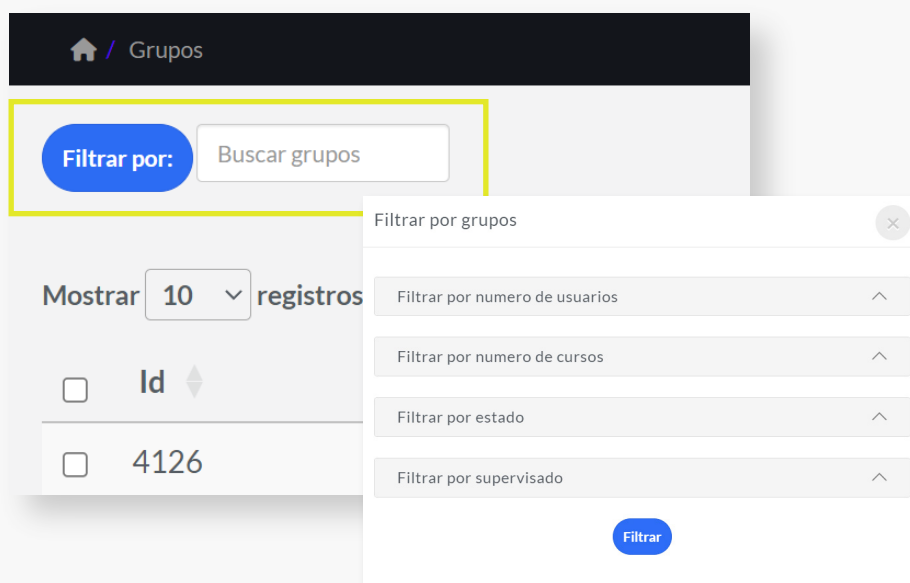 / Grupos
Filtrar por:
Buscar grupos
Mostrar 10 registros
Id
4126
Filtrar por grupos
Filtrar por numero de usuarios
Filtrar por numero de cursos
Filtrar por estado
Filtrar por supervisado
Filtrar